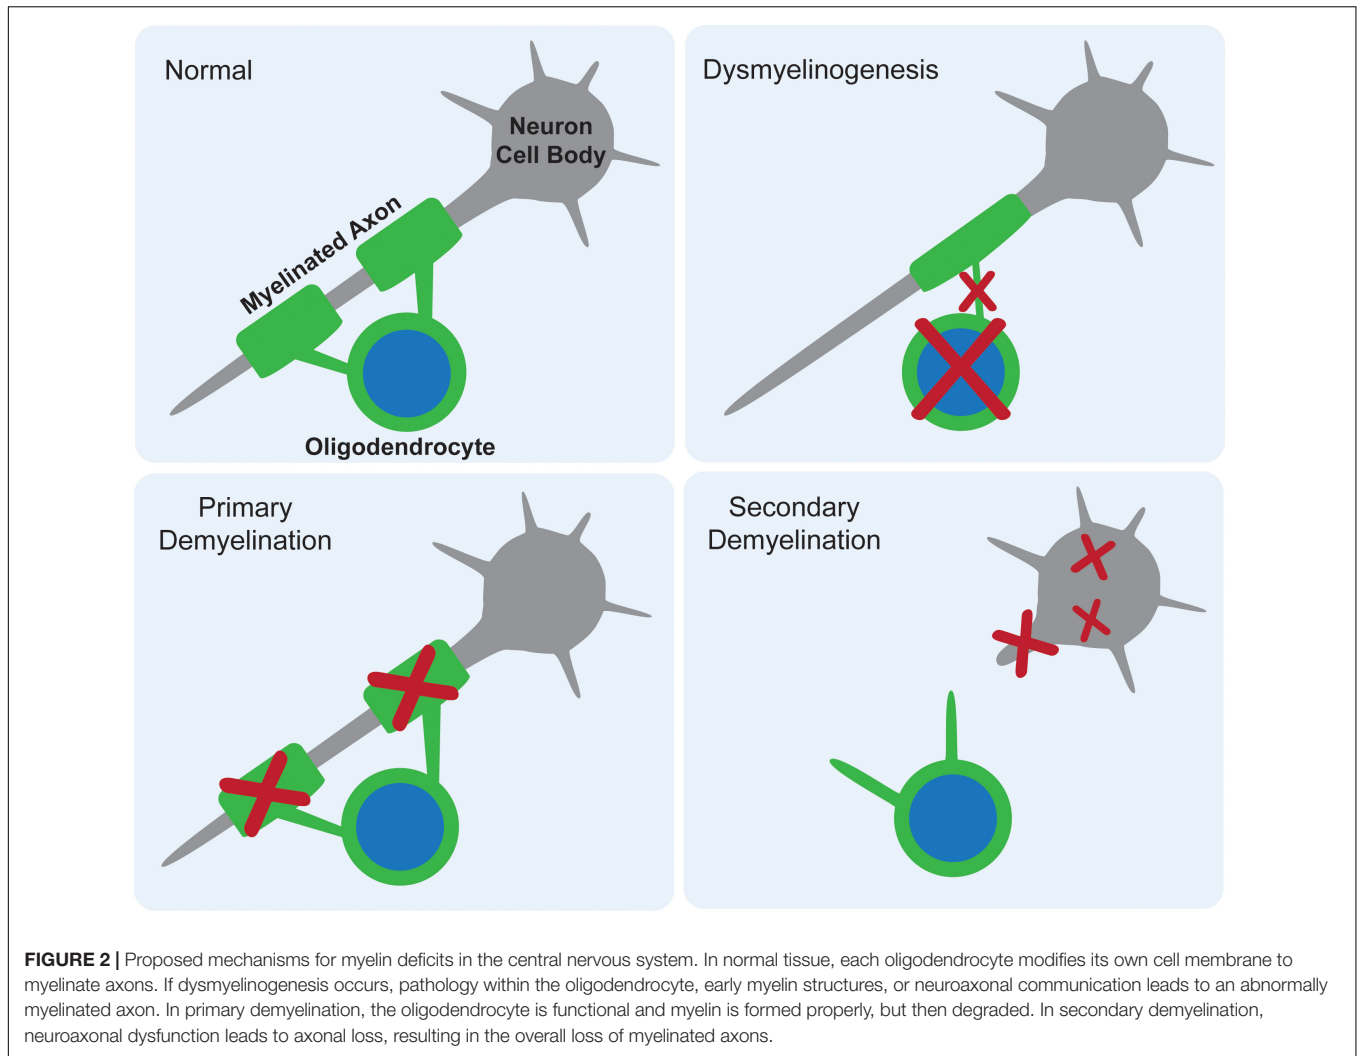 Normal
Neuron
Cell Body
Myelinated Axon
Oligodendrocyte
Dysmyelinogenesis
Primary
Demyelination
Secondary
Demyelination
FIGURE 2 | Proposed mechanisms for myelin deficits in the central nervous system. In normal tissue, each oligodendrocyte modifies its own cell membrane to
myelinate axons. If dysmyelinogenesis occurs, pathology within the oligodendrocyte, early myelin structures, or neuroaxonal communication leads to an abnormally
myelinated axon. In primary demyelination, the oligodendrocyte is functional and myelin is formed properly, but then degraded. In secondary demyelination,
neuroaxonal dysfunction leads to axonal loss, resulting in the overall loss of myelinated axons.